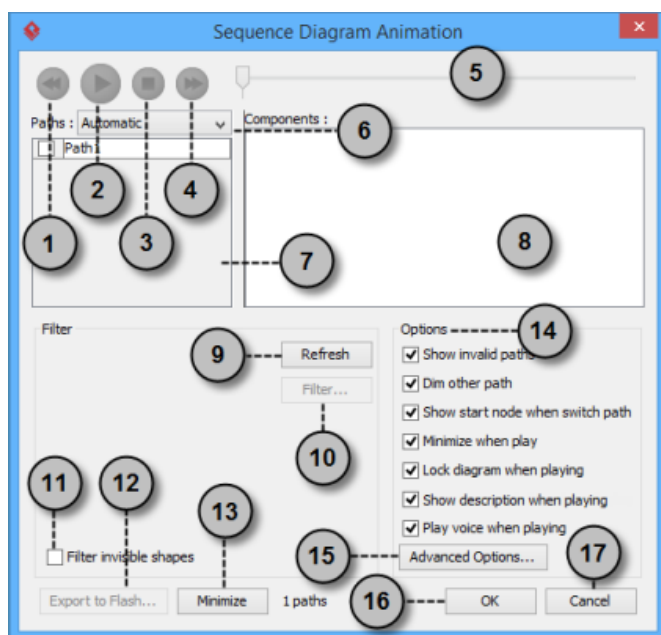 Sequence Diagram Animation
5
Paths : Automatic
Components :
6
Path1
1
2
3
4
7
8
Filter
Options
14
9
Refresh
Show invalid paths
Filter...
Dim other path
Show start node when switch path
10
Minimize when play
11
12
13
Lock diagram when playing
Show description when playing
Filter invisible shapes
15
Play voice when playing
17
Advanced Options...
Export to Flash...
Minimize
1 paths
16
OK
Cancel